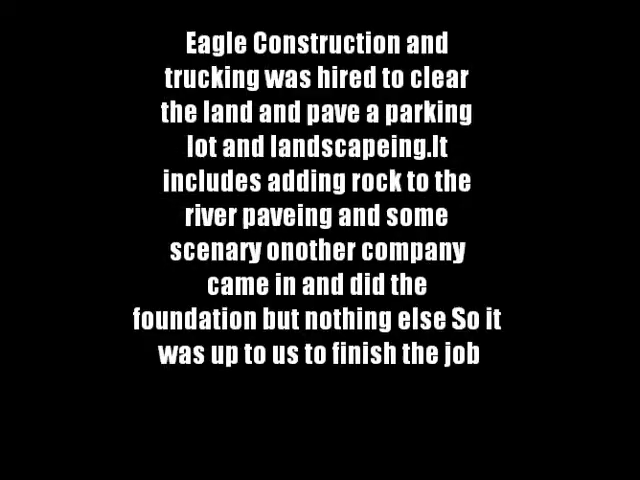 Eagle Construction and
trucking was hired to clear
the land and pave a parking
lot and landscapeing.It
includes adding rock to the
river paveing and some
scenary onother company
came in and did the
foundation but nothing else So it
was up to us to finish the job